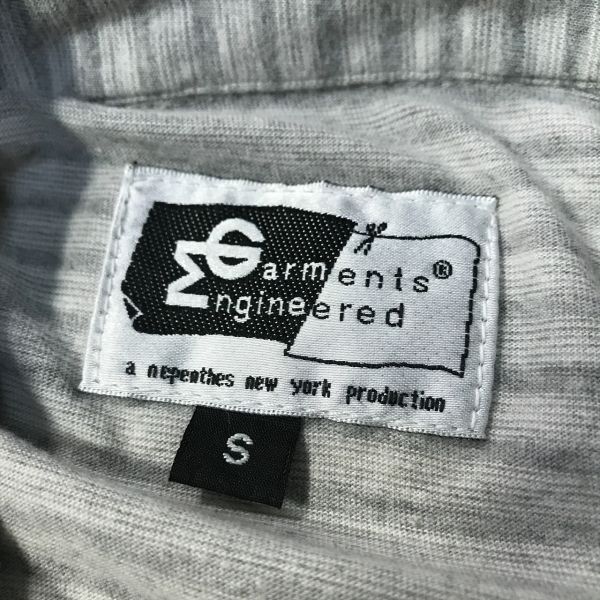 Garments®
Engineered
a nepenthes new york production
S